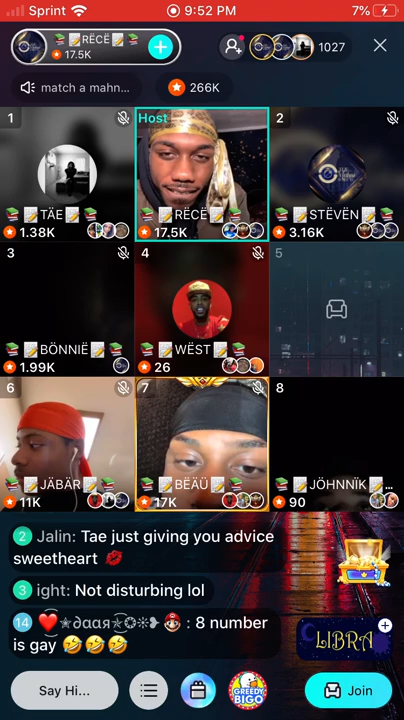 Sprint 9:52 PM 7%
📚📝RËCË📝📚
17.5K
1027
match a mahn...
266K
1
Host
2
📚📝TÄE📝📚
1.38K
📚📝RËCË📝📚
17.5K
📚📝STËVËN📝📚
3.16K
3
4
5
📚📝BÖNNIË📝📚
1.99K
📚📝WËST📝📚
26
6
7
8
📚📝JÄBÄR📝📚
11K
📚📝BËÄÜ📝📚
17K
📚📝JÖHNNÏK📝...
90
2 Jalin: Tae just giving you advice
sweetheart 💋
3 ight: Not disturbing lol
14 : 8 number
is gay 🤣🤣🤣
LIBRA
Say Hi...
GREEDY
BIGO
Join